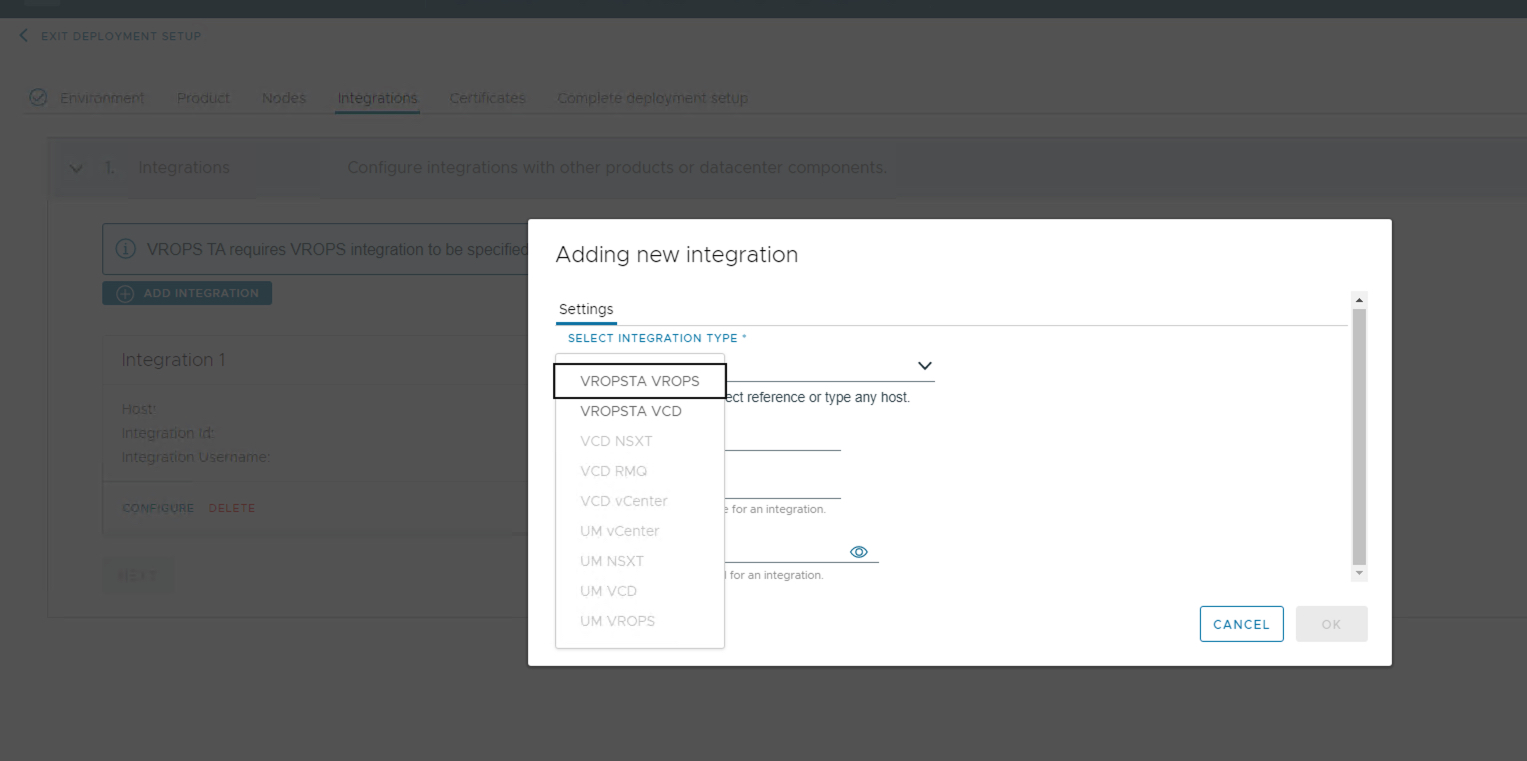 EXIT DEPLOYMENT SETUP
Environment Product Nodes Integrations Certificates Complete deployment setup
1. Integrations Configure integrations with other products or datacenter components.
VROPS TA requires VROPS integration to be specified
ADD INTEGRATION
Integration 1
Host:
Integration Id:
Integration Username:
CONFIGURE DELETE
NEXT
Adding new integration
Settings
SELECT INTEGRATION TYPE *
VROPSTA VROPS
VROPSTA VCD
VCD NSXT
VCD RMQ
VCD vCenter
UM vCenter
UM NSXT
UM VCD
UM VROPS
reference or type any host.
for an integration.
for an integration.
CANCEL OK